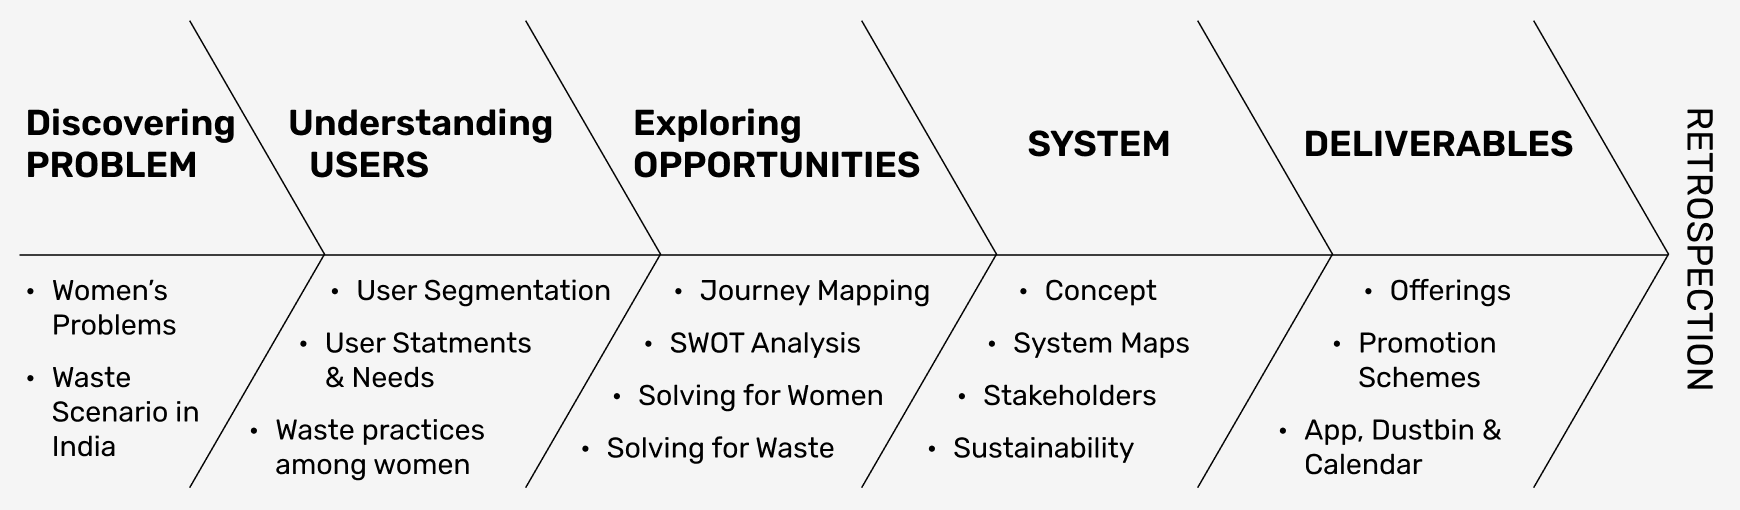 Discovering
PROBLEM
Understanding
USERS
Exploring
OPPORTUNITIES
SYSTEM
DELIVERABLES
RETROSPECTION
• Women’s
Problems
• Waste
Scenario in
India
• User Segmentation
• User Statments
& Needs
• Waste practices
among women
• Journey Mapping
• SWOT Analysis
• Solving for Women
• Solving for Waste
• Concept
• System Maps
• Stakeholders
• Sustainability
• Offerings
• Promotion
Schemes
• App, Dustbin &
Calendar